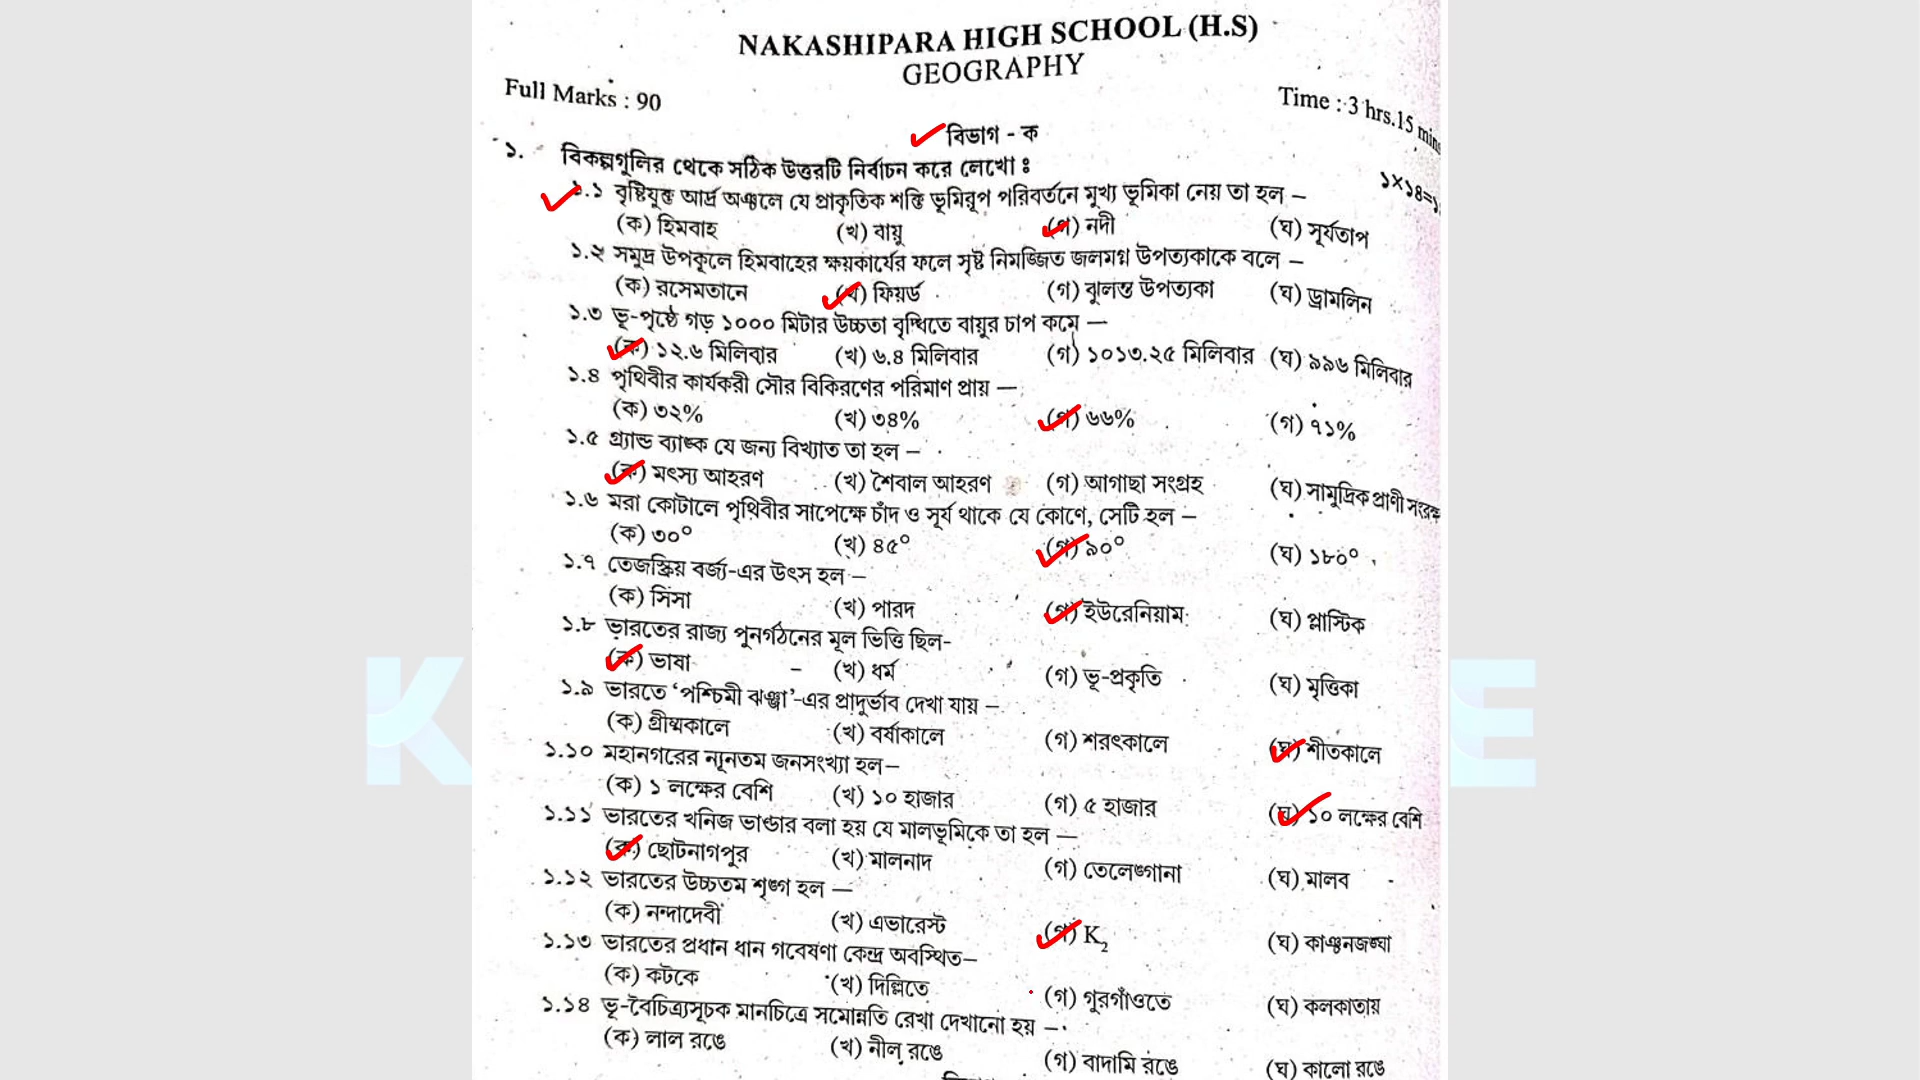 NAKASHIPARA HIGH SCHOOL (H.S)
GEOGRAPHY
Full Marks : 90
Time : 3 hrs.15 mins
বিভাগ - ক
১. বিকল্পগুলির থেকে সঠিক উত্তরটি নির্বাচন করে লেখো ঃ
১×১৪=১
১.১ বৃষ্টিযুক্ত আর্দ্র অঞ্চলে যে প্রাকৃতিক শক্তি ভূমিরূপ পরিবর্তনে মুখ্য ভূমিকা নেয় তা হল –
(ক) হিমবাহ (খ) বায়ু (গ) নদী (ঘ) সূর্যতাপ
১.২ সমুদ্র উপকূলে হিমবাহের ক্ষয়কার্যের ফলে সৃষ্ট নিমজ্জিত জলমগ্ন উপত্যকাকে বলে –
(ক) রসেমতানে (খ) ফিয়র্ড (গ) ঝুলন্ত উপত্যকা (ঘ) ড্রামলিন
১.৩ ভূ-পৃষ্ঠে গড় ১০০০ মিটার উচ্চতা বৃদ্ধিতে বায়ুর চাপ কমে —
(ক) ১২.৬ মিলিবার (খ) ৬.৪ মিলিবার (গ) ১০১৩.২৫ মিলিবার (ঘ) ৯৯৬ মিলিবার
১.৪ পৃথিবীর কার্যকরী সৌর বিকিরণের পরিমাণ প্রায় —
(ক) ৩২% (খ) ৩৪% (গ) ৬৬% (গ) ৭১%
১.৫ গ্র্যান্ড ব্যাঙ্ক যে জন্য বিখ্যাত তা হল –
(ক) মৎস্য আহরণ (খ) শৈবাল আহরণ (গ) আগাছা সংগ্রহ (ঘ) সামুদ্রিক প্রাণী সংরক্ষ
১.৬ মরা কোটালে পৃথিবীর সাপেক্ষে চাঁদ ও সূর্য থাকে যে কোণে, সেটি হল –
(ক) ৩০° (খ) ৪৫° (গ) ৯০° (ঘ) ১৮০°
১.৭ তেজস্ক্রিয় বর্জ্য-এর উৎস হল –
(ক) সিসা (খ) পারদ (গ) ইউরেনিয়াম (ঘ) প্লাস্টিক
১.৮ ভারতের রাজ্য পুনর্গঠনের মূল ভিত্তি ছিল-
(ক) ভাষা (খ) ধর্ম (গ) ভূ-প্রকৃতি (ঘ) মৃত্তিকা
১.৯ ভারতে ‘পশ্চিমী ঝঞ্ঝা’-এর প্রাদুর্ভাব দেখা যায় –
(ক) গ্রীষ্মকালে (খ) বর্ষাকালে (গ) শরৎকালে (ঘ) শীতকালে
১.১০ মহানগরের ন্যূনতম জনসংখ্যা হল–
(ক) ১ লক্ষের বেশি (খ) ১০ হাজার (গ) ৫ হাজার (ঘ) ১০ লক্ষের বেশি
১.১১ ভারতের খনিজ ভাণ্ডার বলা হয় যে মালভূমিকে তা হল —
(ক) ছোটনাগপুর (খ) মালনাদ (গ) তেলেঙ্গানা (ঘ) মালব
১.১২ ভারতের উচ্চতম শৃঙ্গ হল —
(ক) নন্দাদেবী (খ) এভারেস্ট (গ) K2 (ঘ) কাঞ্চনজঙ্ঘা
১.১৩ ভারতের প্রধান ধান গবেষণা কেন্দ্র অবস্থিত–
(ক) কটকে (খ) দিল্লিতে (গ) গুরগাঁওতে (ঘ) কলকাতায়
১.১৪ ভূ-বৈচিত্র্যসূচক মানচিত্রে সমোন্নতি রেখা দেখানো হয় –
(ক) লাল রঙে (খ) নীল রঙে (গ) বাদামি রঙে (ঘ) কালো রঙে
K E